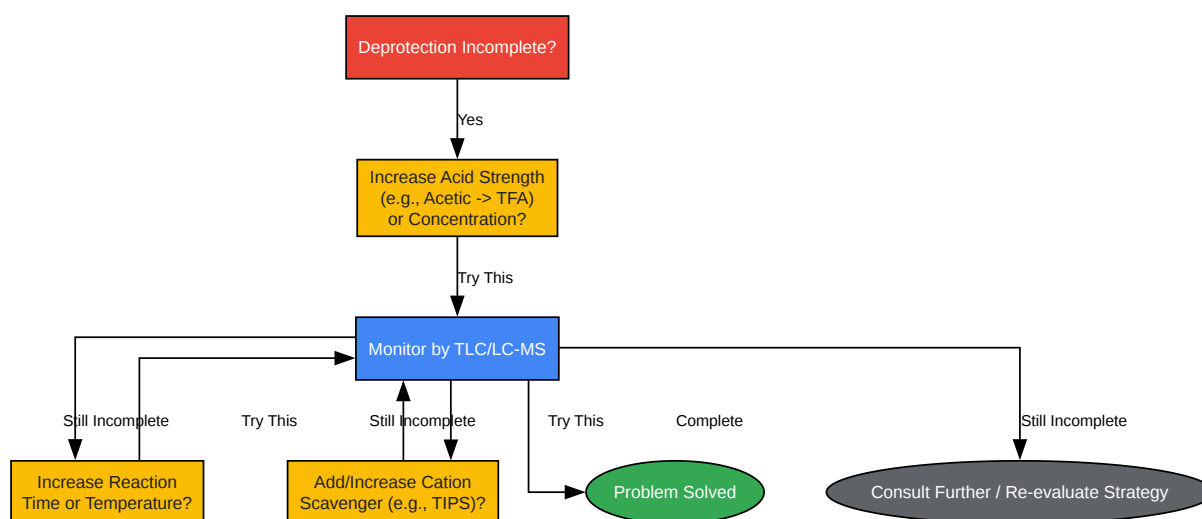 Deprotection Incomplete?
Yes
Increase Acid Strength
(e.g., Acetic -> TFA)
or Concentration?
Try This
Monitor by TLC/LC-MS
Still Incomplete
Try This
Still Incomplete
Try This
Complete
Still Incomplete
Increase Reaction
Time or Temperature?
Add/Increase Cation
Scavenger (e.g., TIPS)?
Problem Solved
Consult Further / Re-evaluate Strategy